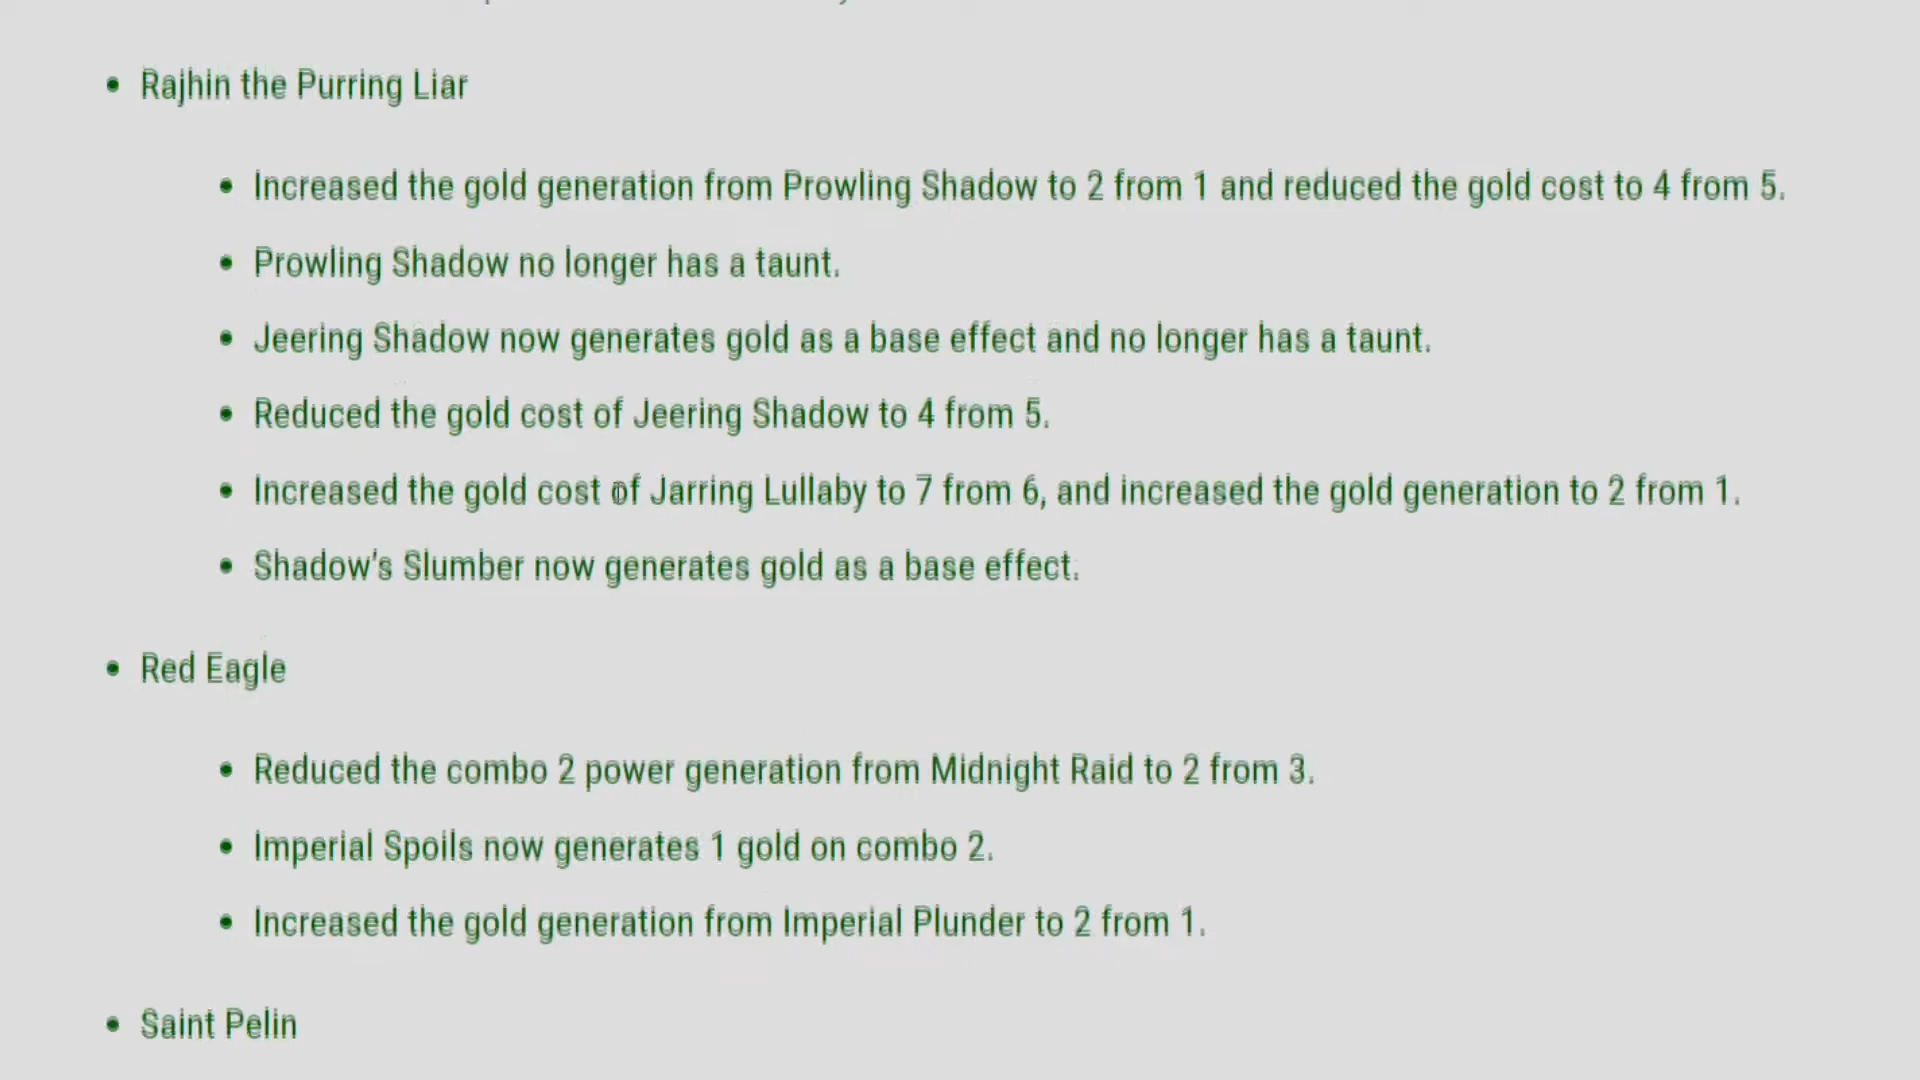 Rajhin the Purring Liar
Increased the gold generation from Prowling Shadow to 2 from 1 and reduced the gold cost to 4 from 5.
Prowling Shadow no longer has a taunt.
Jeering Shadow now generates gold as a base effect and no longer has a taunt.
Reduced the gold cost of Jeering Shadow to 4 from 5.
Increased the gold cost of Jarring Lullaby to 7 from 6, and increased the gold generation to 2 from 1.
Shadow's Slumber now generates gold as a base effect.
Red Eagle
Reduced the combo 2 power generation from Midnight Raid to 2 from 3.
Imperial Spoils now generates 1 gold on combo 2.
Increased the gold generation from Imperial Plunder to 2 from 1.
Saint Pelin